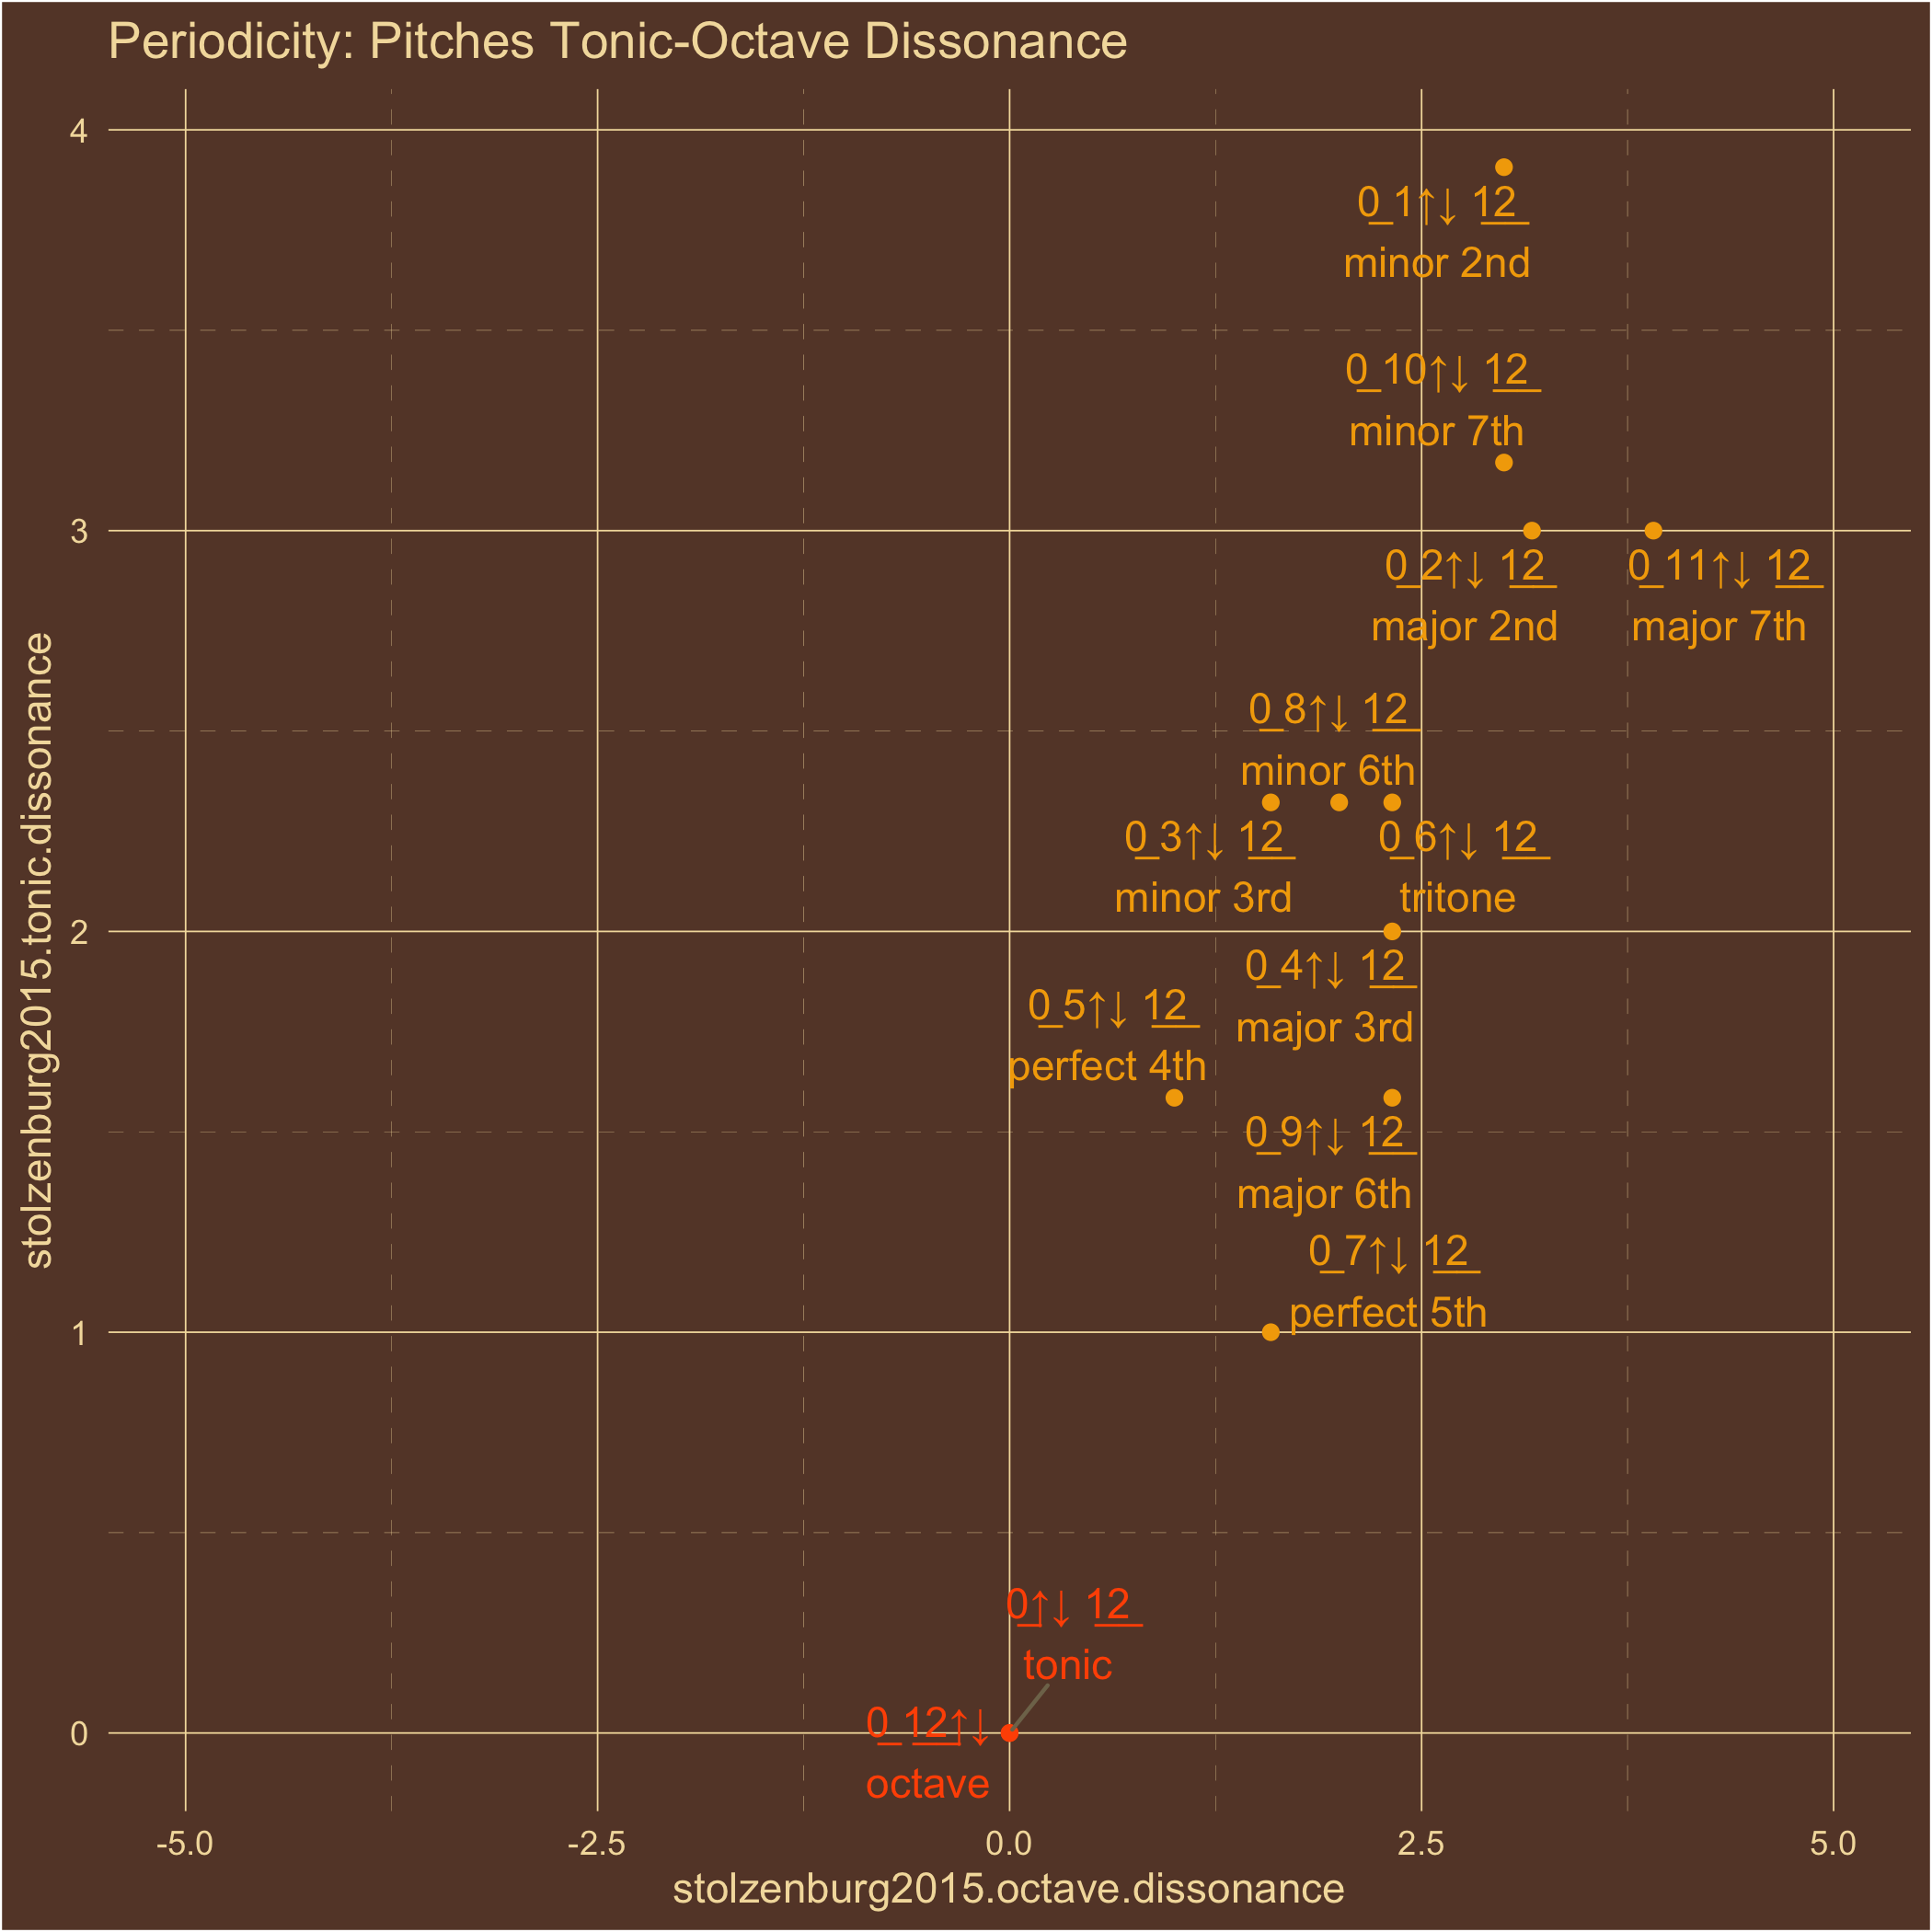 Periodicity: Pitches Tonic-Octave Dissonance
stolzenburg2015.tonic.dissonance
4
3
2
1
0
0 1↑↓ 12
minor 2nd
0 10↑↓ 12
minor 7th
0 2↑↓ 12
major 2nd
0 11↑↓ 12
major 7th
0 8↑↓ 12
minor 6th
0 3↑↓ 12
minor 3rd
0 6↑↓ 12
tritone
0 4↑↓ 12
major 3rd
0 5↑↓ 12
perfect 4th
0 9↑↓ 12
major 6th
0 7↑↓ 12
perfect 5th
0↑↓ 12
tonic
0 12↑↓
octave
-5.0 -2.5 0.0 2.5 5.0
stolzenburg2015.octave.dissonance